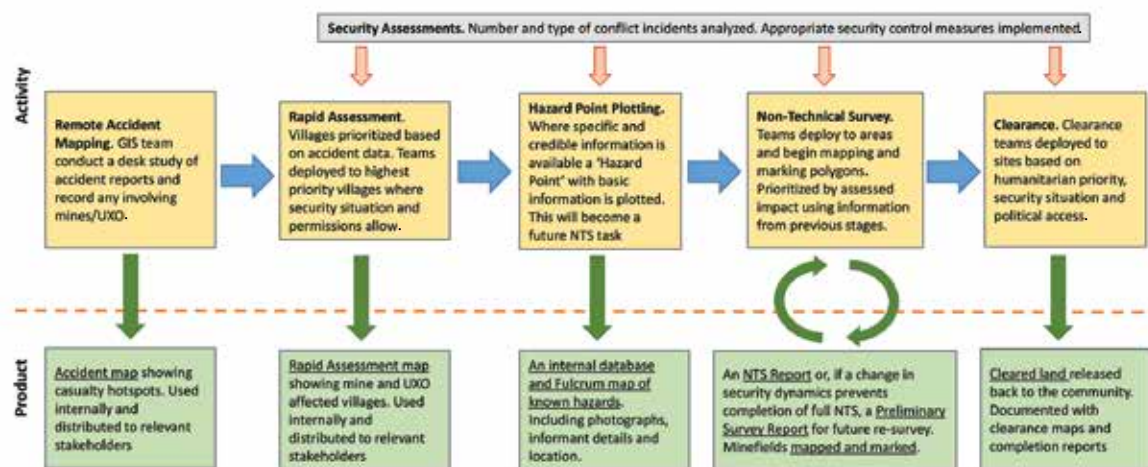 Security Assessments. Number and type of conflict incidents analyzed. Appropriate security control measures implemented.
Activity
Remote Accident
Mapping. GIS team
conduct a desk study of
accident reports and
record any involving
mines/UXO.
Rapid Assessment.
Villages prioritized based
on accident data. Teams
deployed to highest
priority villages where
security situation and
permissions allow.
Hazard Point Plotting.
Where specific and
credible information is
available a ‘Hazard
Point’ with basic
information is plotted.
This will become a
future NTS task
Non-Technical Survey.
Teams deploy to areas
and begin mapping and
marking polygons.
Prioritized by assessed
impact using information
from previous stages.
Clearance. Clearance
teams deployed to
sites based on
humanitarian priority,
security situation and
political access.
Product
Accident map showing
casualty hotspots. Used
internally and
distributed to relevant
stakeholders
Rapid Assessment map
showing mine and UXO
affected villages. Used
internally and
distributed to relevant
stakeholders
An internal database
and Fulcrum map of
known hazards.
Including photographs,
informant details and
location.
An NTS Report or, if a change in
security dynamics prevents
completion of full NTS, a Preliminary
Survey Report for future re-survey.
Minefields mapped and marked.
Cleared land released
back to the community.
Documented with
clearance maps and
completion reports